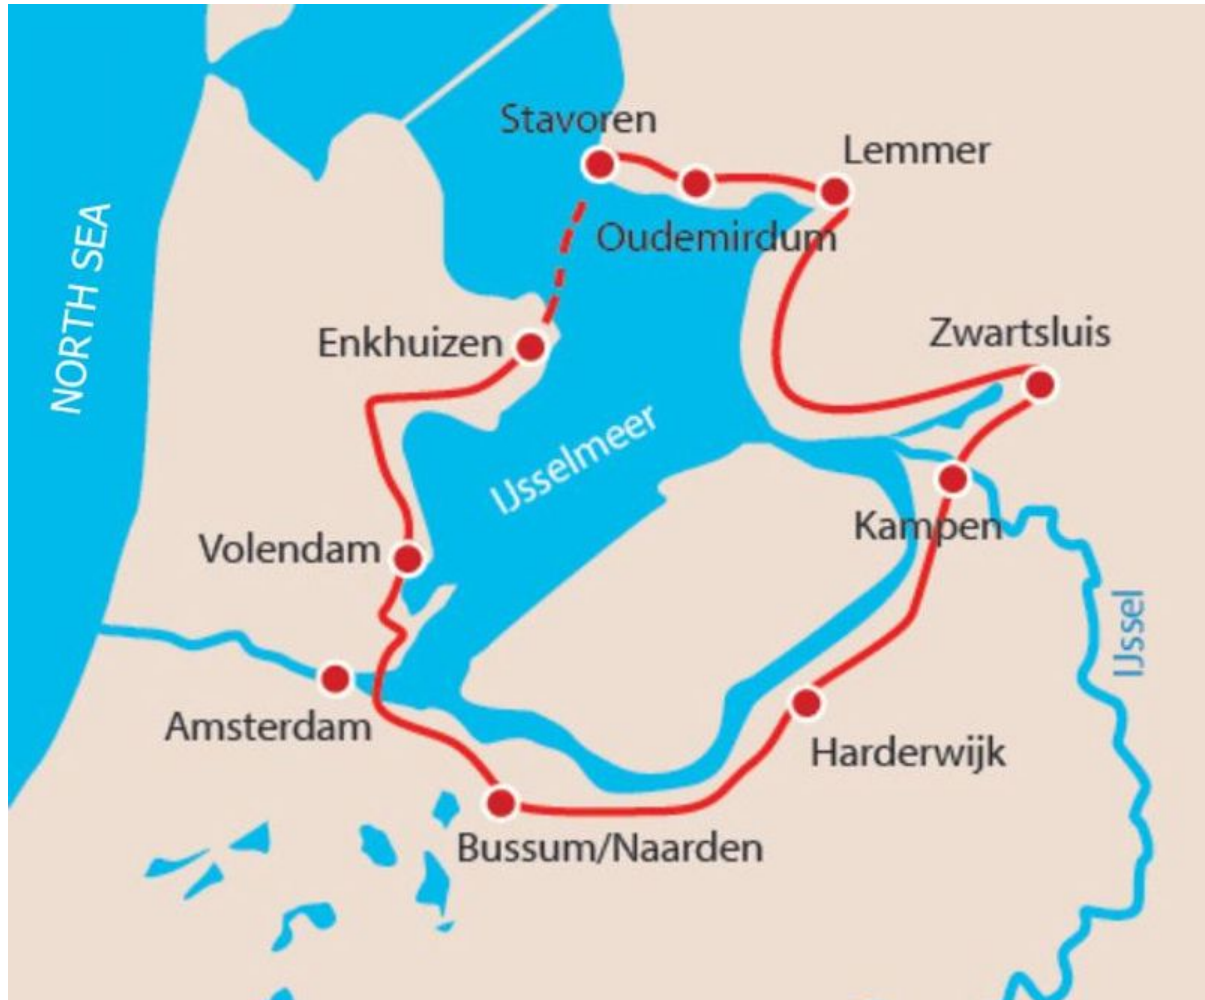 Stavoren
Lemmer
NORTH SEA
Oudemirdum
Enkhuizen
Zwartsluis
IJsselmeer
Kampen
Volendam
IJssel
Amsterdam
Harderwijk
Bussum/Naarden